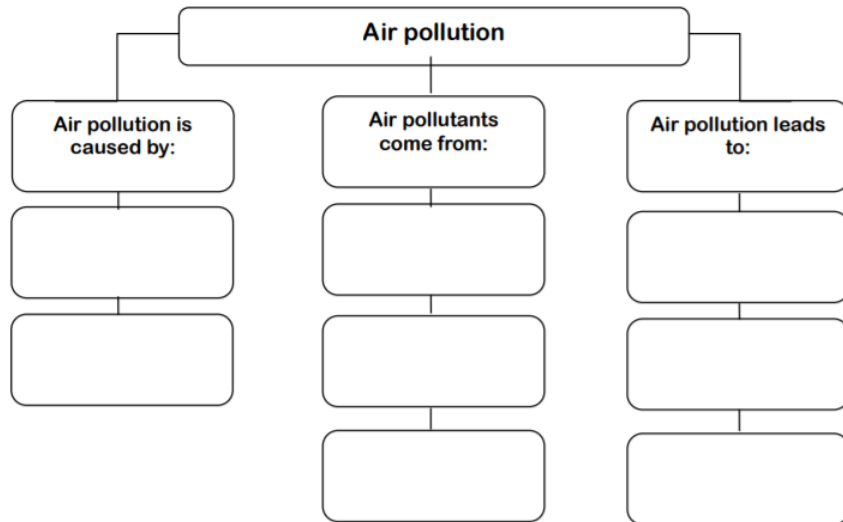 Air pollution
Air pollution is
caused by:
Air pollutants
come from:
Air pollution leads
to: